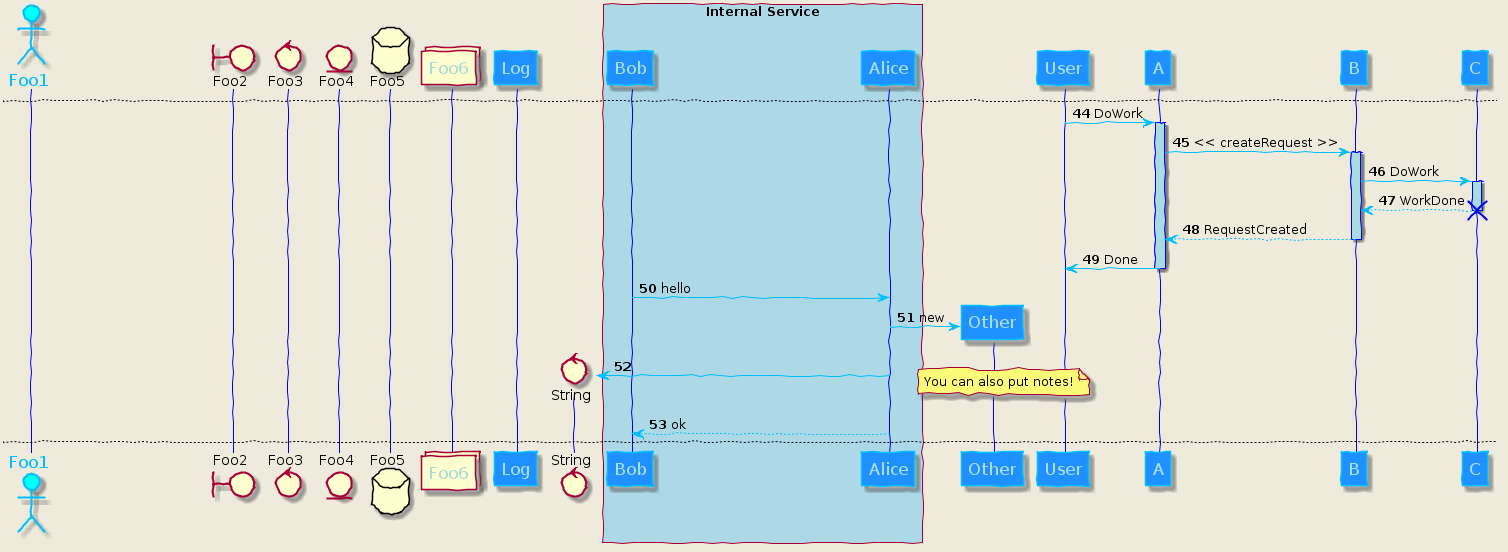 Internal Service
Foo1
Foo2
Foo3
Foo4
Foo5
Foo6
Log
Bob
Alice
User
A
B
C
44 DoWork
45 << createRequest >>
46 DoWork
47 WorkDone
48 RequestCreated
49 Done
50 hello
51 new
Other
52
String
You can also put notes!
53 ok
Foo1
Foo2
Foo3
Foo4
Foo5
Foo6
Log
String
Bob
Alice
Other
User
A
B
C